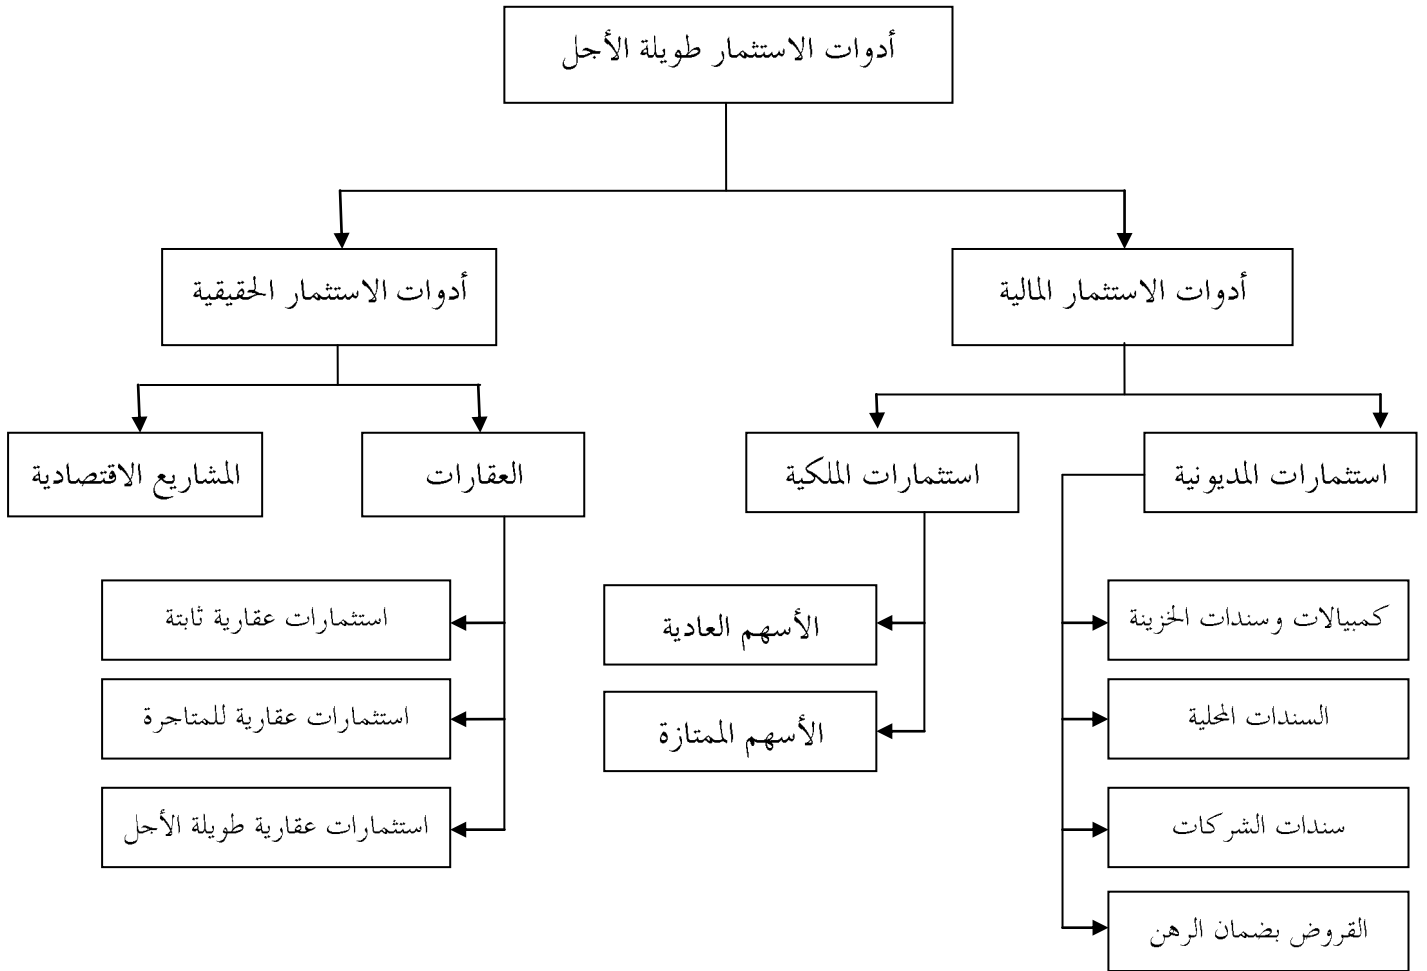 أدوات الاستثمار طويلة الأجل
أدوات الاستثمار المالية
أدوات الاستثمار الحقيقية
استثمارات المديونية
استثمارات الملكية
العقارات
المشاريع الاقتصادية
كمبيالات وسندات الخزينة
السندات المحلية
سندات الشركات
القروض بضمان الرهن
الأسهم العادية
الأسهم الممتازة
استثمارات عقارية ثابتة
استثمارات عقارية للمتاجرة
استثمارات عقارية طويلة الأجل